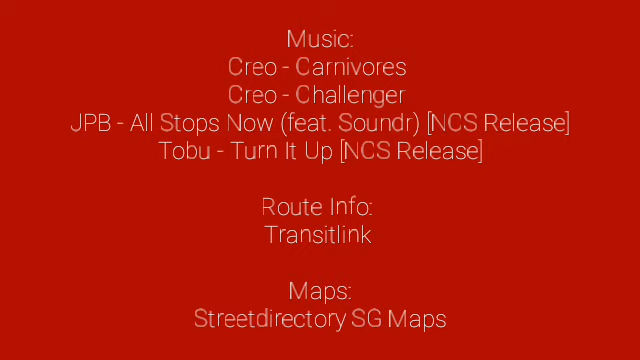 Music:
Creo - Carnivores
Creo - Challenger
JPB - All Stops Now (feat. Soundr) [NCS Release]
Tobu - Turn It Up [NCS Release]
Route Info:
Transitlink
Maps:
Streetdirectory SG Maps